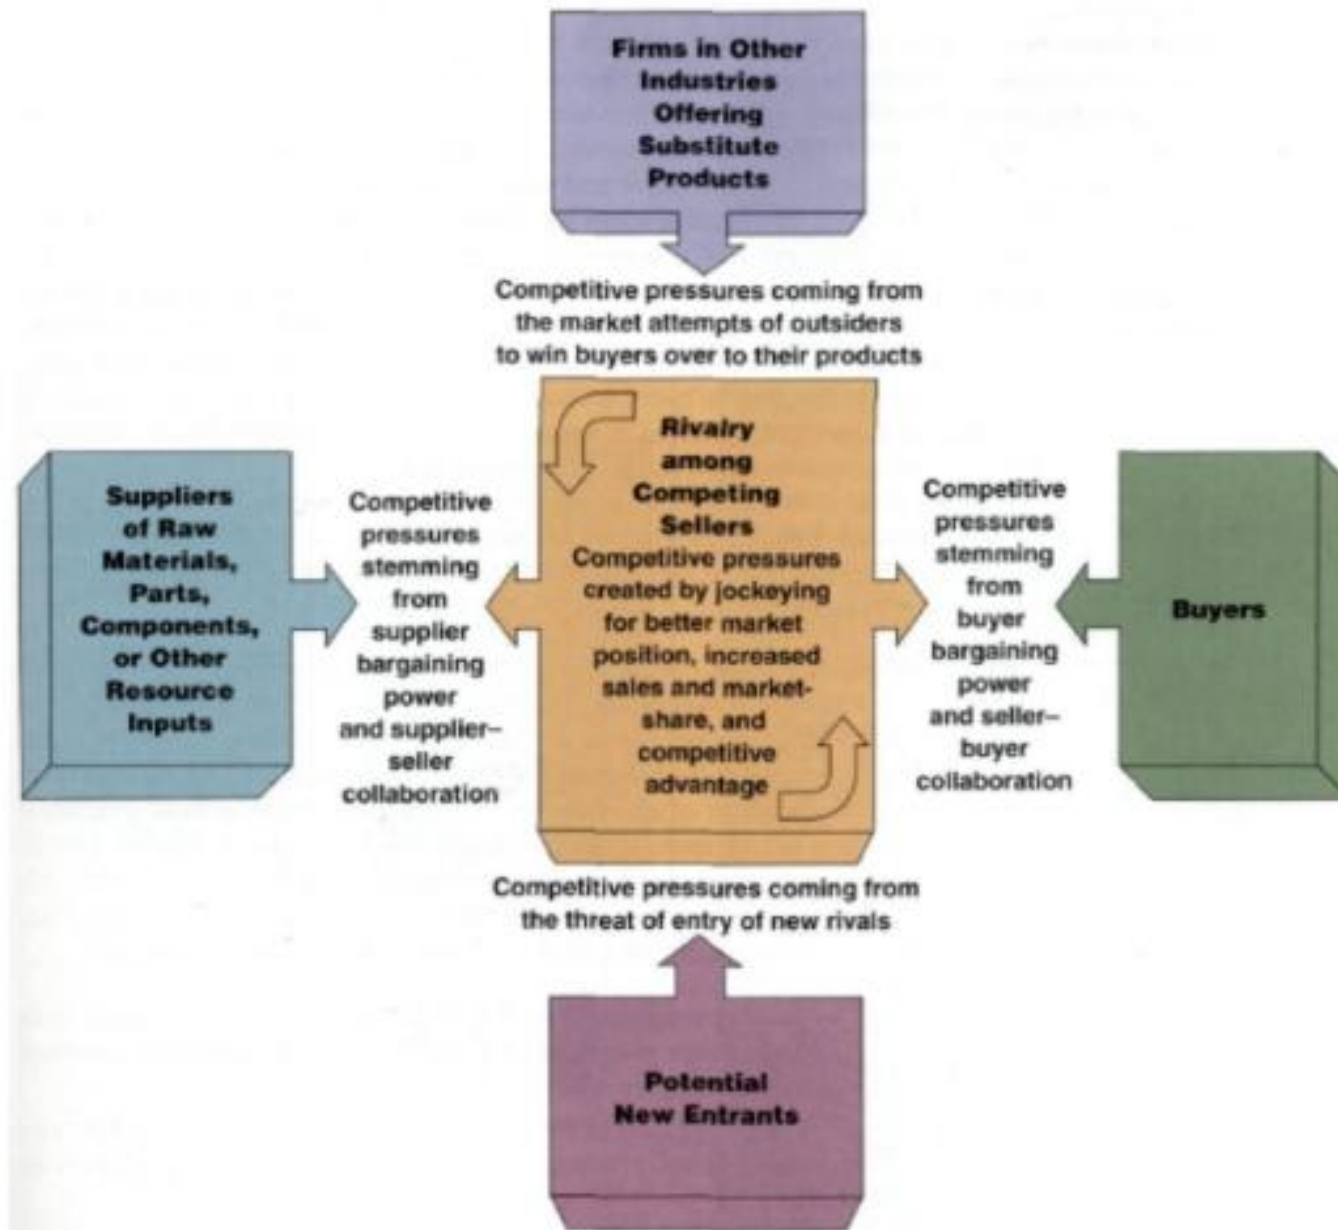 Firms in Other
Industries
Offering
Substitute
Products
Competitive pressures coming from
the market attempts of outsiders
to win buyers over to their products
Suppliers
of Raw
Materials,
Parts,
Components,
or Other
Resource
Inputs
Competitive
pressures
stemming
from
supplier
bargaining
power
and supplier–
seller
collaboration
Rivalry
among
Competing
Sellers
Competitive pressures
created by jockeying
for better market
position, increased
sales and market-
share, and
competitive
advantage
Competitive
pressures
stemming
from
buyer
bargaining
power
and seller–
buyer
collaboration
Buyers
Competitive pressures coming from
the threat of entry of new rivals
Potential
New Entrants